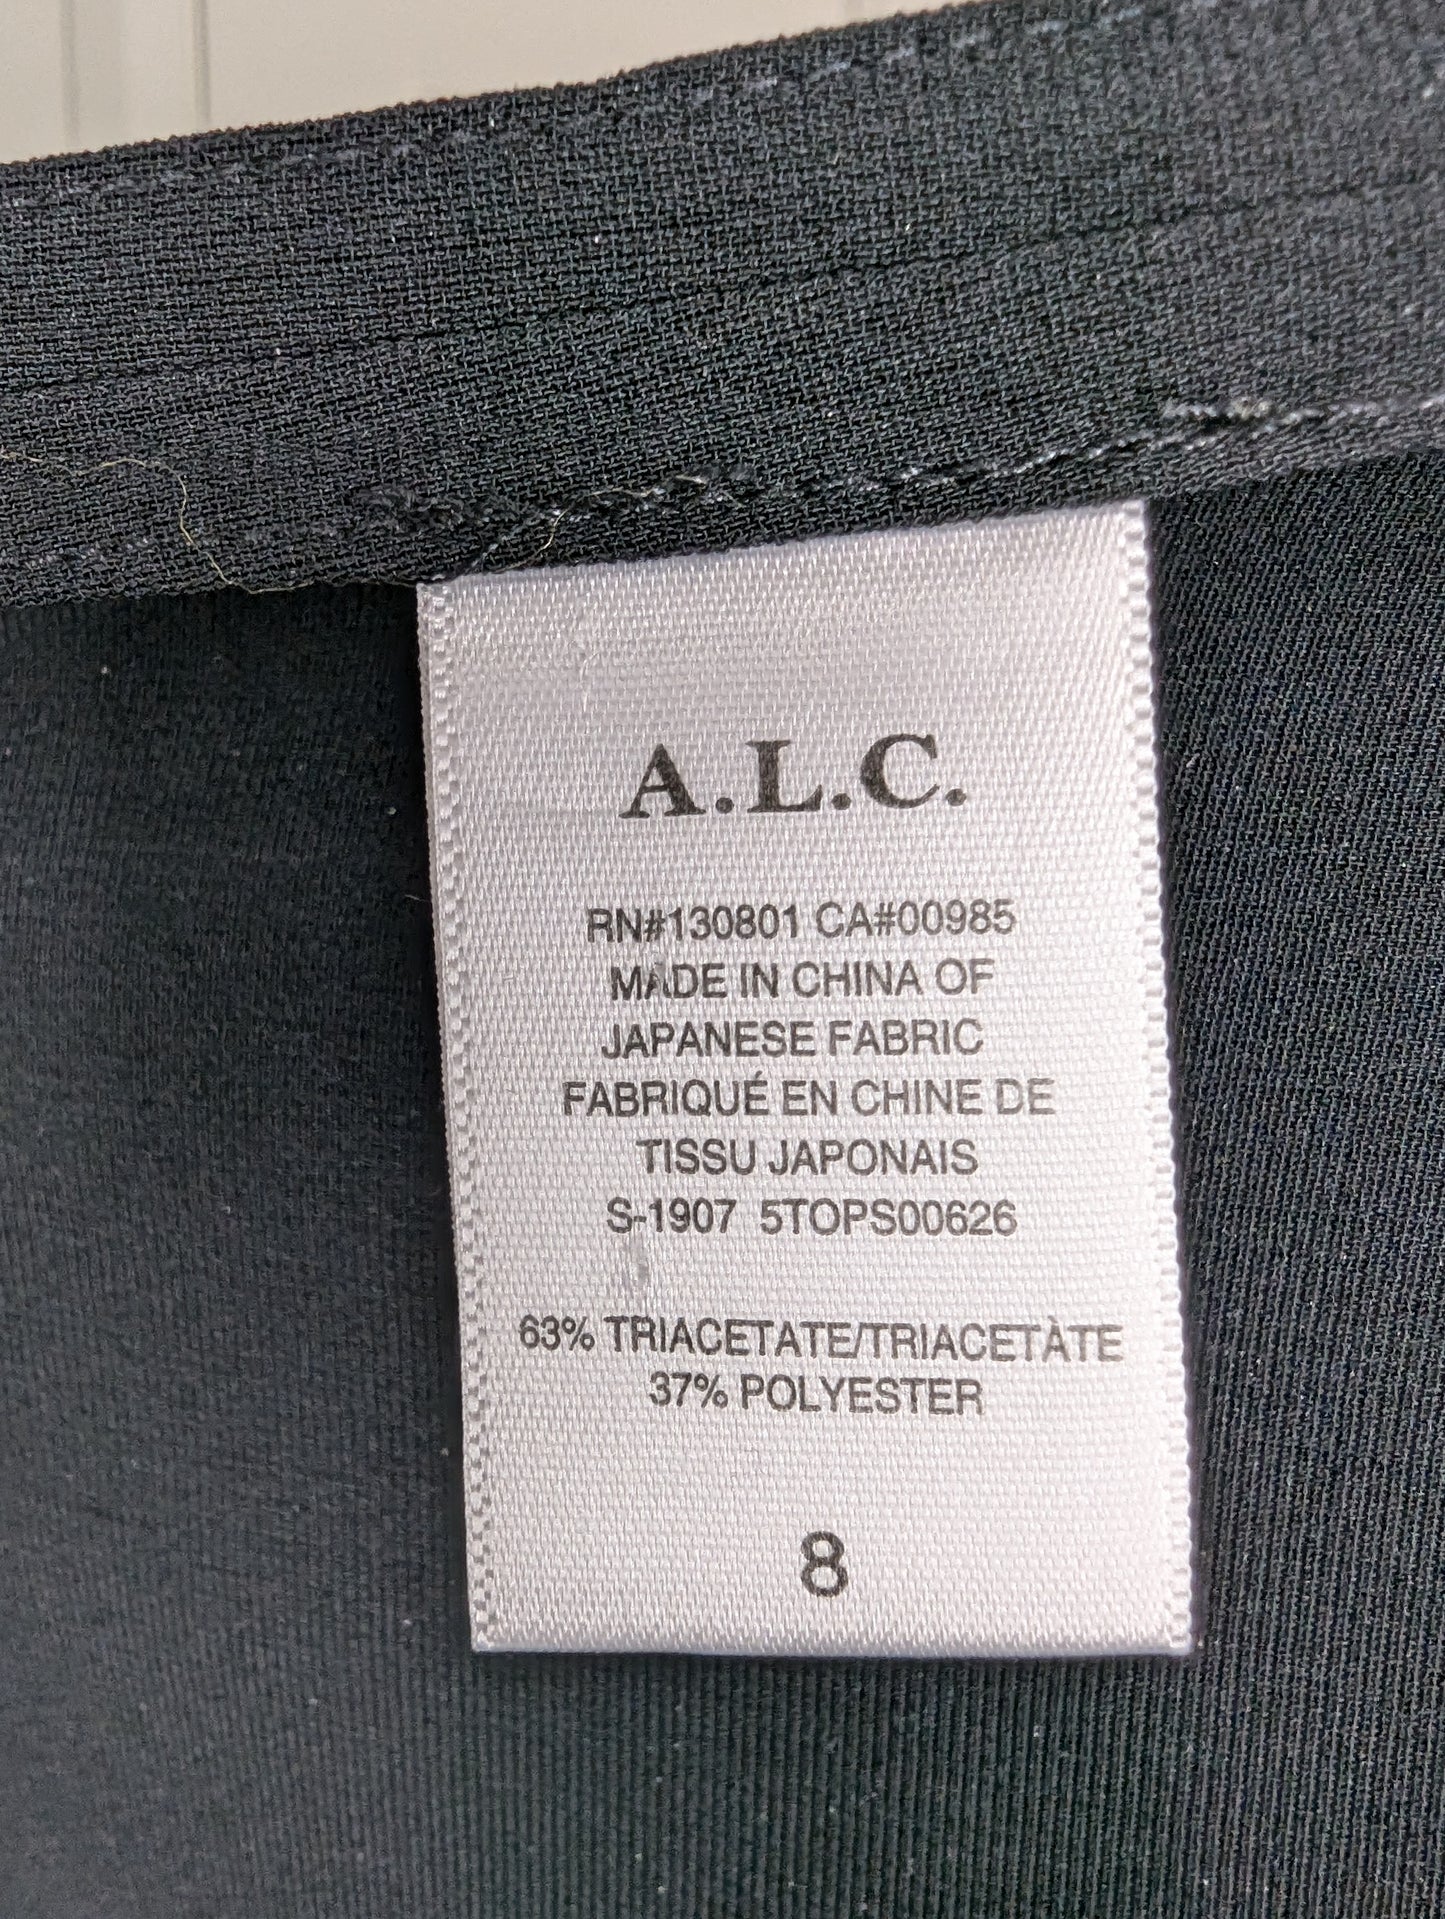 A.L.C.
RN#130801 CA#00985
MADE IN CHINA OF
JAPANESE FABRIC
FABRIQUÉ EN CHINE DE
TISSU JAPONAIS
S-1907 5TOPS00626
63% TRIACETATE/TRIACETÀTE
37% POLYESTER
8